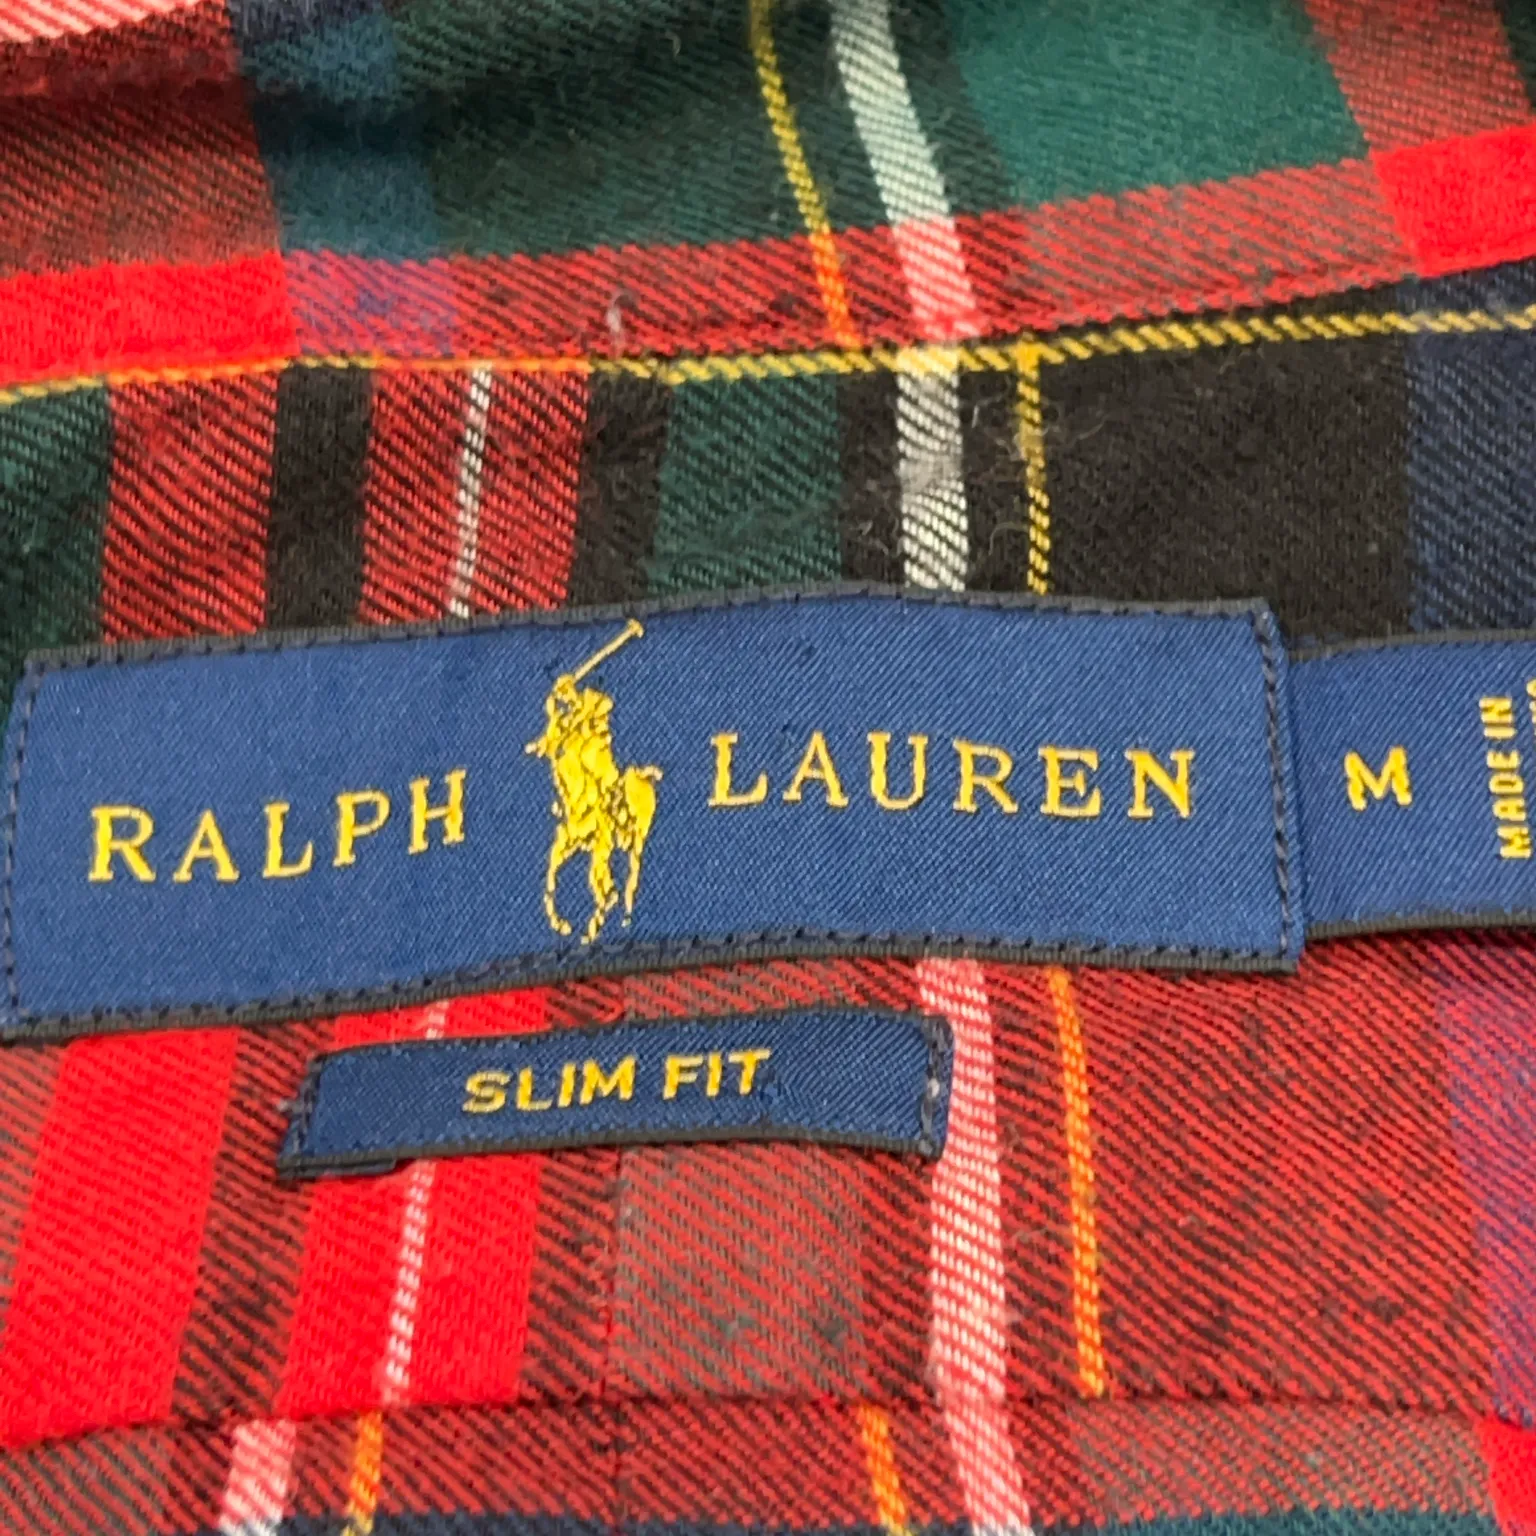 RALPH LAUREN
M
MADE IN
SLIM FIT